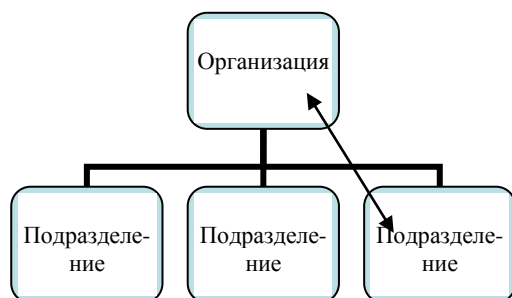 Организация
Подразделе- Подразделе- Подразделе-
ние ние ние